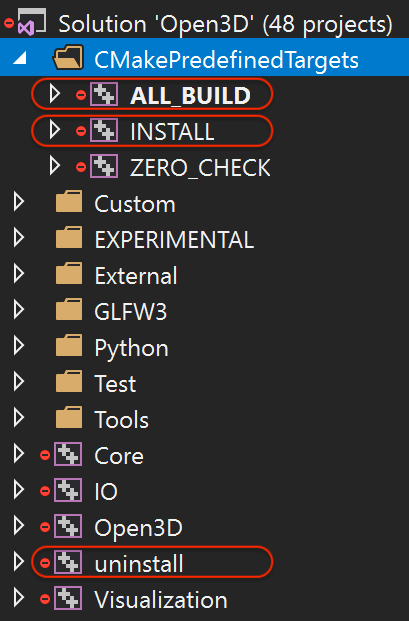 Solution 'Open3D' (48 projects)
CMakePredefinedTargets
ALL_BUILD
INSTALL
ZERO_CHECK
Custom
EXPERIMENTAL
External
GLFW3
Python
Test
Tools
Core
IO
Open3D
uninstall
Visualization